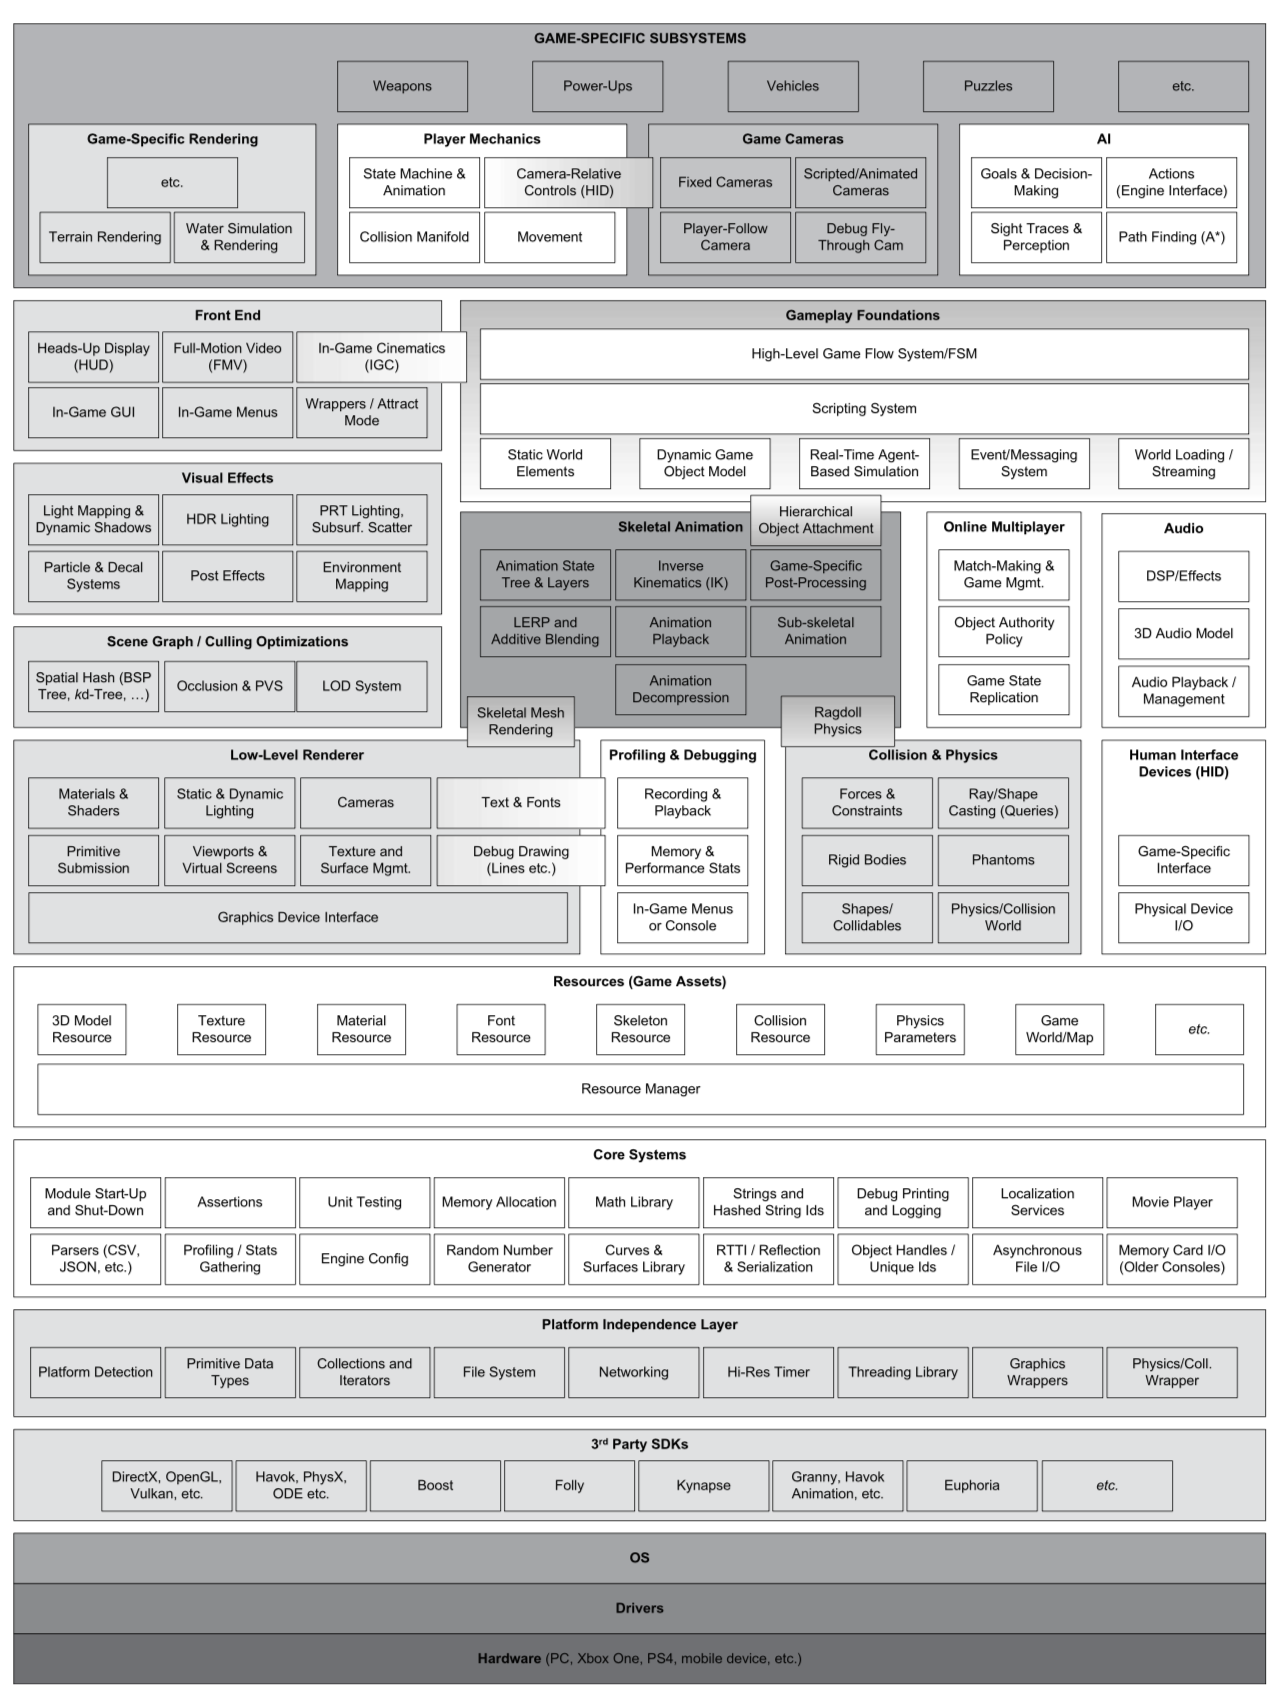 GAME-SPECIFIC SUBSYSTEMS
Weapons
Power-Ups
Vehicles
Puzzles
etc.
Game-Specific Rendering
etc.
Terrain Rendering
Water Simulation
& Rendering
Player Mechanics
State Machine &
Animation
Camera-Relative
Controls (HID)
Collision Manifold
Movement
Game Cameras
Fixed Cameras
Scripted/Animated
Cameras
Player-Follow
Camera
Debug Fly-
Through Cam
AI
Goals & Decision-
Making
Actions
(Engine Interface)
Sight Traces &
Perception
Path Finding (A*)
Front End
Heads-Up Display
(HUD)
Full-Motion Video
(FMV)
In-Game Cinematics
(IGC)
In-Game GUI
In-Game Menus
Wrappers / Attract
Mode
Gameplay Foundations
High-Level Game Flow System/FSM
Scripting System
Static World
Elements
Dynamic Game
Object Model
Real-Time Agent-
Based Simulation
Event/Messaging
System
World Loading /
Streaming
Visual Effects
Light Mapping &
Dynamic Shadows
HDR Lighting
PRT Lighting,
Subsurf. Scatter
Particle & Decal
Systems
Post Effects
Environment
Mapping
Hierarchical
Object Attachment
Skeletal Animation
Animation State
Tree & Layers
Inverse
Kinematics (IK)
Game-Specific
Post-Processing
LERP and
Additive Blending
Animation
Playback
Sub-skeletal
Animation
Animation
Decompression
Online Multiplayer
Match-Making &
Game Mgmt.
Object Authority
Policy
Game State
Replication
Audio
DSP/Effects
3D Audio Model
Audio Playback /
Management
Scene Graph / Culling Optimizations
Spatial Hash (BSP
Tree, kd-Tree, …)
Occlusion & PVS
LOD System
Skeletal Mesh
Rendering
Ragdoll
Physics
Low-Level Renderer
Materials &
Shaders
Static & Dynamic
Lighting
Cameras
Text & Fonts
Primitive
Submission
Viewports &
Virtual Screens
Texture and
Surface Mgmt.
Debug Drawing
(Lines etc.)
Graphics Device Interface
Profiling & Debugging
Recording &
Playback
Memory &
Performance Stats
In-Game Menus
or Console
Collision & Physics
Forces &
Constraints
Ray/Shape
Casting (Queries)
Rigid Bodies
Phantoms
Shapes/
Collidables
Physics/Collision
World
Human Interface
Devices (HID)
Game-Specific
Interface
Physical Device
I/O
Resources (Game Assets)
3D Model
Resource
Texture
Resource
Material
Resource
Font
Resource
Skeleton
Resource
Collision
Resource
Physics
Parameters
Game
World/Map
etc.
Resource Manager
Core Systems
Module Start-Up
and Shut-Down
Assertions
Unit Testing
Memory Allocation
Math Library
Strings and
Hashed String Ids
Debug Printing
and Logging
Localization
Services
Movie Player
Parsers (CSV,
JSON, etc.)
Profiling / Stats
Gathering
Engine Config
Random Number
Generator
Curves &
Surfaces Library
RTTI / Reflection
& Serialization
Object Handles /
Unique Ids
Asynchronous
File I/O
Memory Card I/O
(Older Consoles)
Platform Independence Layer
Platform Detection
Primitive Data
Types
Collections and
Iterators
File System
Networking
Hi-Res Timer
Threading Library
Graphics
Wrappers
Physics/Coll.
Wrapper
3rd Party SDKs
DirectX, OpenGL,
Vulkan, etc.
Havok, PhysX,
ODE etc.
Boost
Folly
Kynapse
Granny, Havok
Animation, etc.
Euphoria
etc.
OS
Drivers
Hardware (PC, Xbox One, PS4, mobile device, etc.)